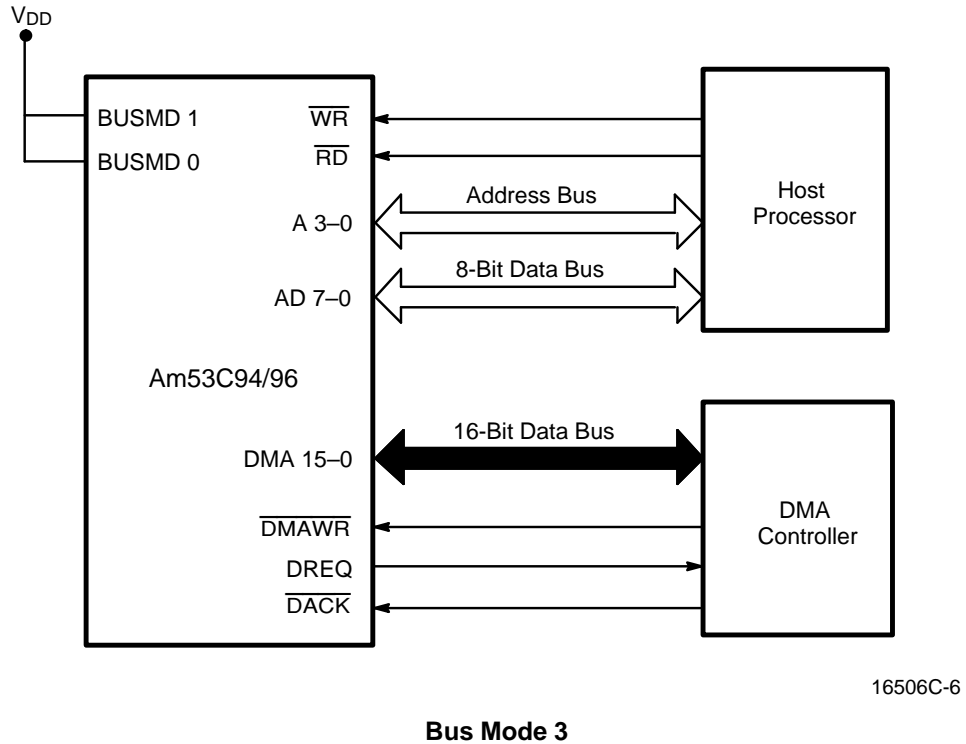 VDD
BUSMD 1
WR
BUSMD 0
RD
Address Bus
A 3–0
Host
Processor
8-Bit Data Bus
AD 7–0
Am53C94/96
16-Bit Data Bus
DMA 15–0
DMAWR
DREQ
DACK
DMA
Controller
16506C-6
Bus Mode 3